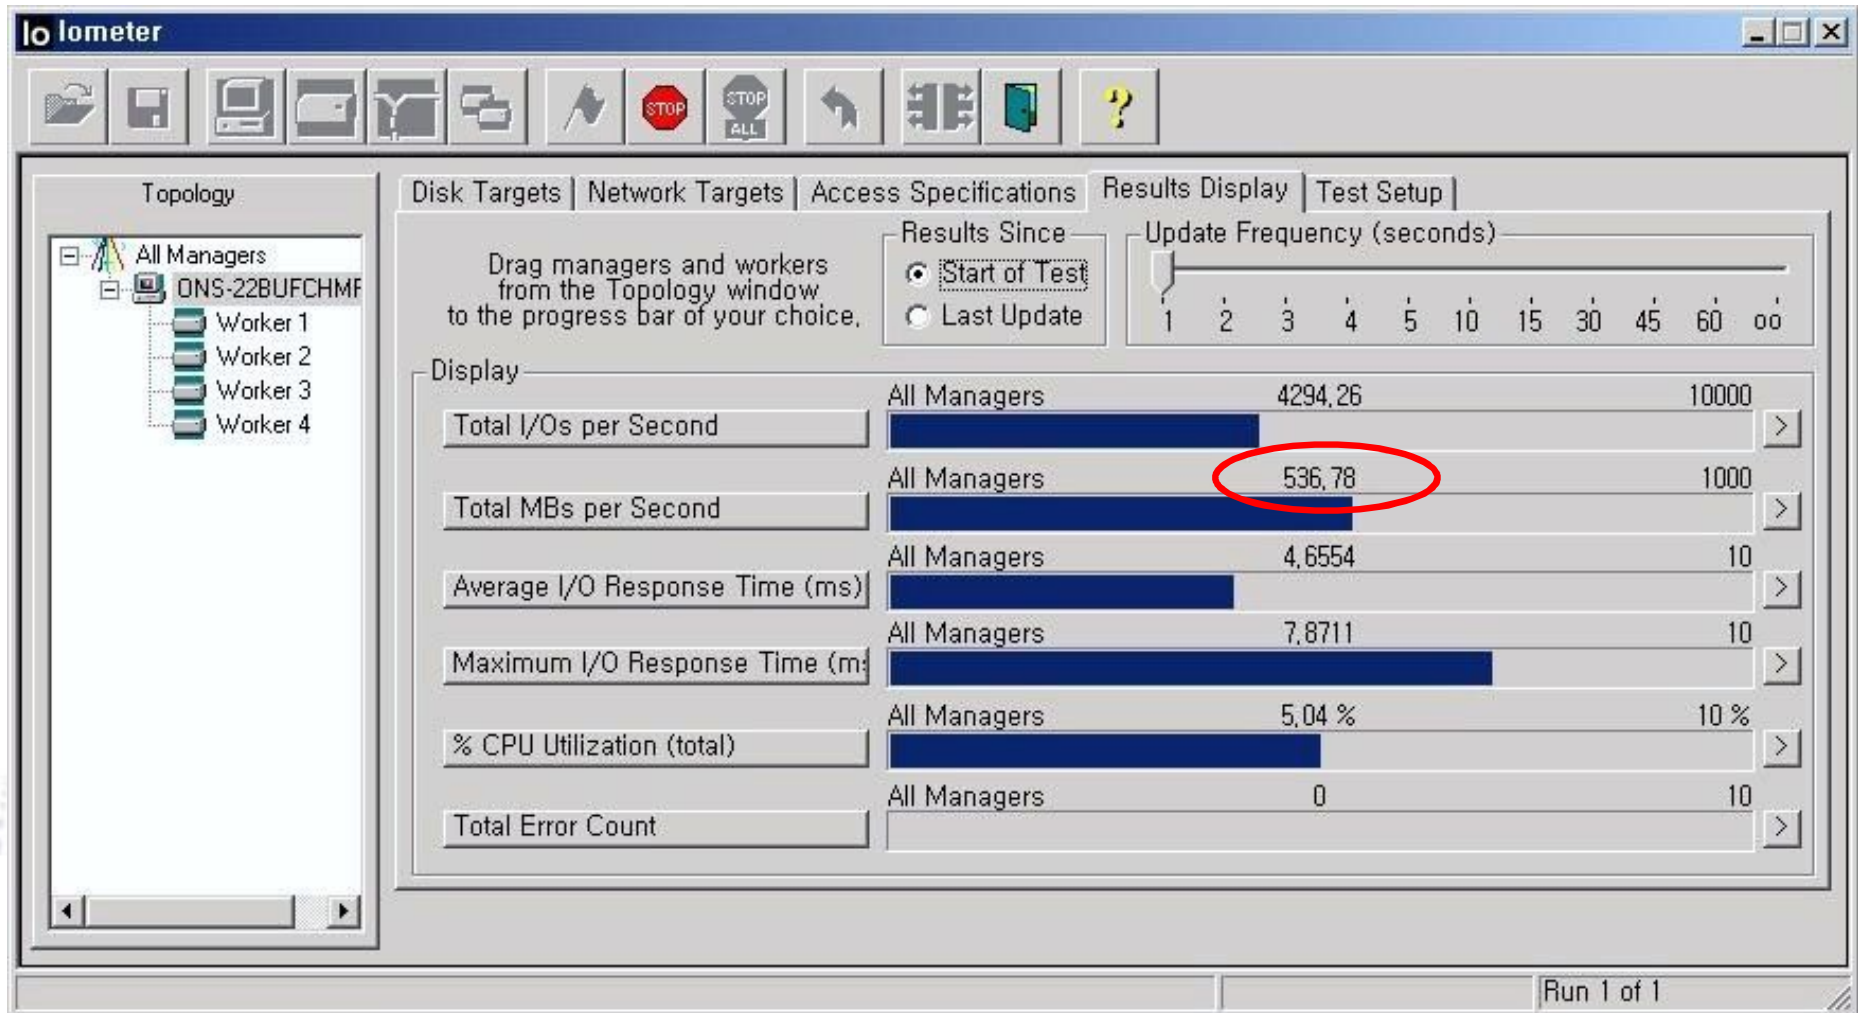 Io Iometer
STOP
STOP
ALL
?
Topology
All Managers
ONS-22BUFCHMF
Worker 1
Worker 2
Worker 3
Worker 4
Disk Targets
Network Targets
Access Specifications
Results Display
Test Setup
Drag managers and workers
from the Topology window
to the progress bar of your choice.
Results Since
Start of Test
Last Update
Update Frequency (seconds)
1 2 3 4 5 10 15 30 45 60 oo
Display
All Managers 4294.26 10000
Total I/Os per Second
>
All Managers 536.78 1000
Total MBs per Second
>
All Managers 4.6554 10
Average I/O Response Time (ms)
>
All Managers 7.8711 10
Maximum I/O Response Time (m
>
All Managers 5.04 % 10 %
% CPU Utilization (total)
>
All Managers 0 10
Total Error Count
>
Run 1 of 1